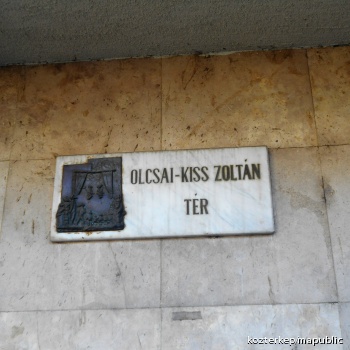 OLCSAI-KISS ZOLTÁN
TÉR
kozterkep mapublic